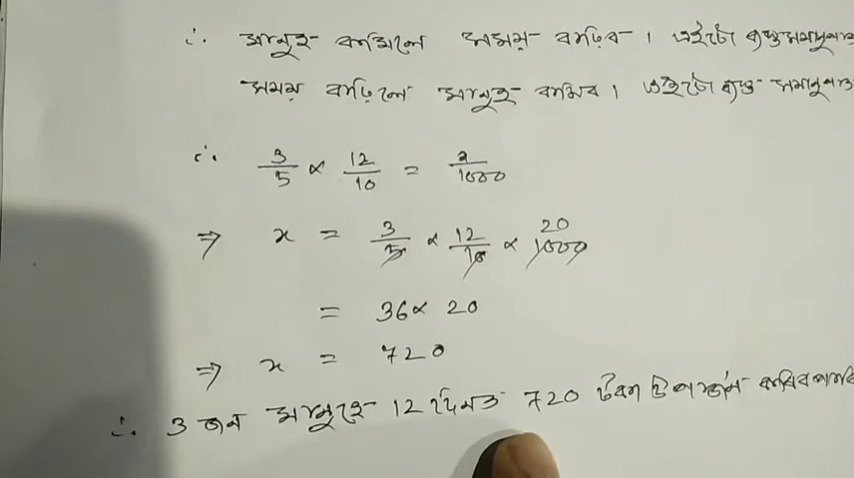 ∴ মানুহ কমিলে সময় বাঢ়িব । এইটো ব্যস্ত সমানুপাত
সময় বাঢ়িলে মানুহ কমিব । এইটো ব্যস্ত সমানুপাত
∴ 3/5 × 12/10 = x/1000
⇒ x = 3/5 × 12/10 × 1000 20
= 36 × 20
⇒ x = 720
∴ 3 জন মানুহে 12 দিনত 720 টকা উপাৰ্জন কৰিব পাৰি